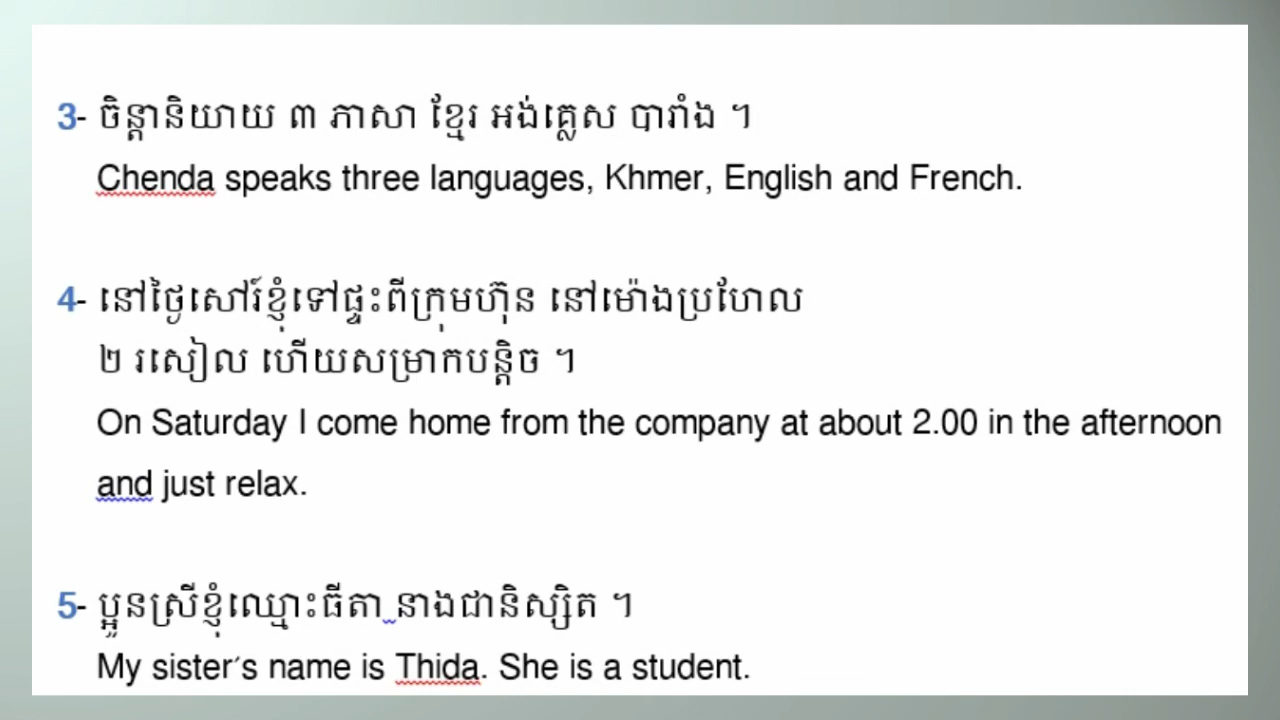 3- ចិន្តានិយាយ ៣ ភាសា ខ្មែរ អង់គ្លេស បារាំង ។
Chenda speaks three languages, Khmer, English and French.
4- នៅថ្ងៃសៅរ៍ខ្ញុំទៅផ្ទះពីក្រុមហ៊ុន នៅម៉ោងប្រហែល
២ រសៀល ហើយសម្រាកបន្តិច ។
On Saturday I come home from the company at about 2.00 in the afternoon
and just relax.
5- ប្អូនស្រីខ្ញុំឈ្មោះធីតា នាងជានិស្សិត ។
My sister's name is Thida. She is a student.